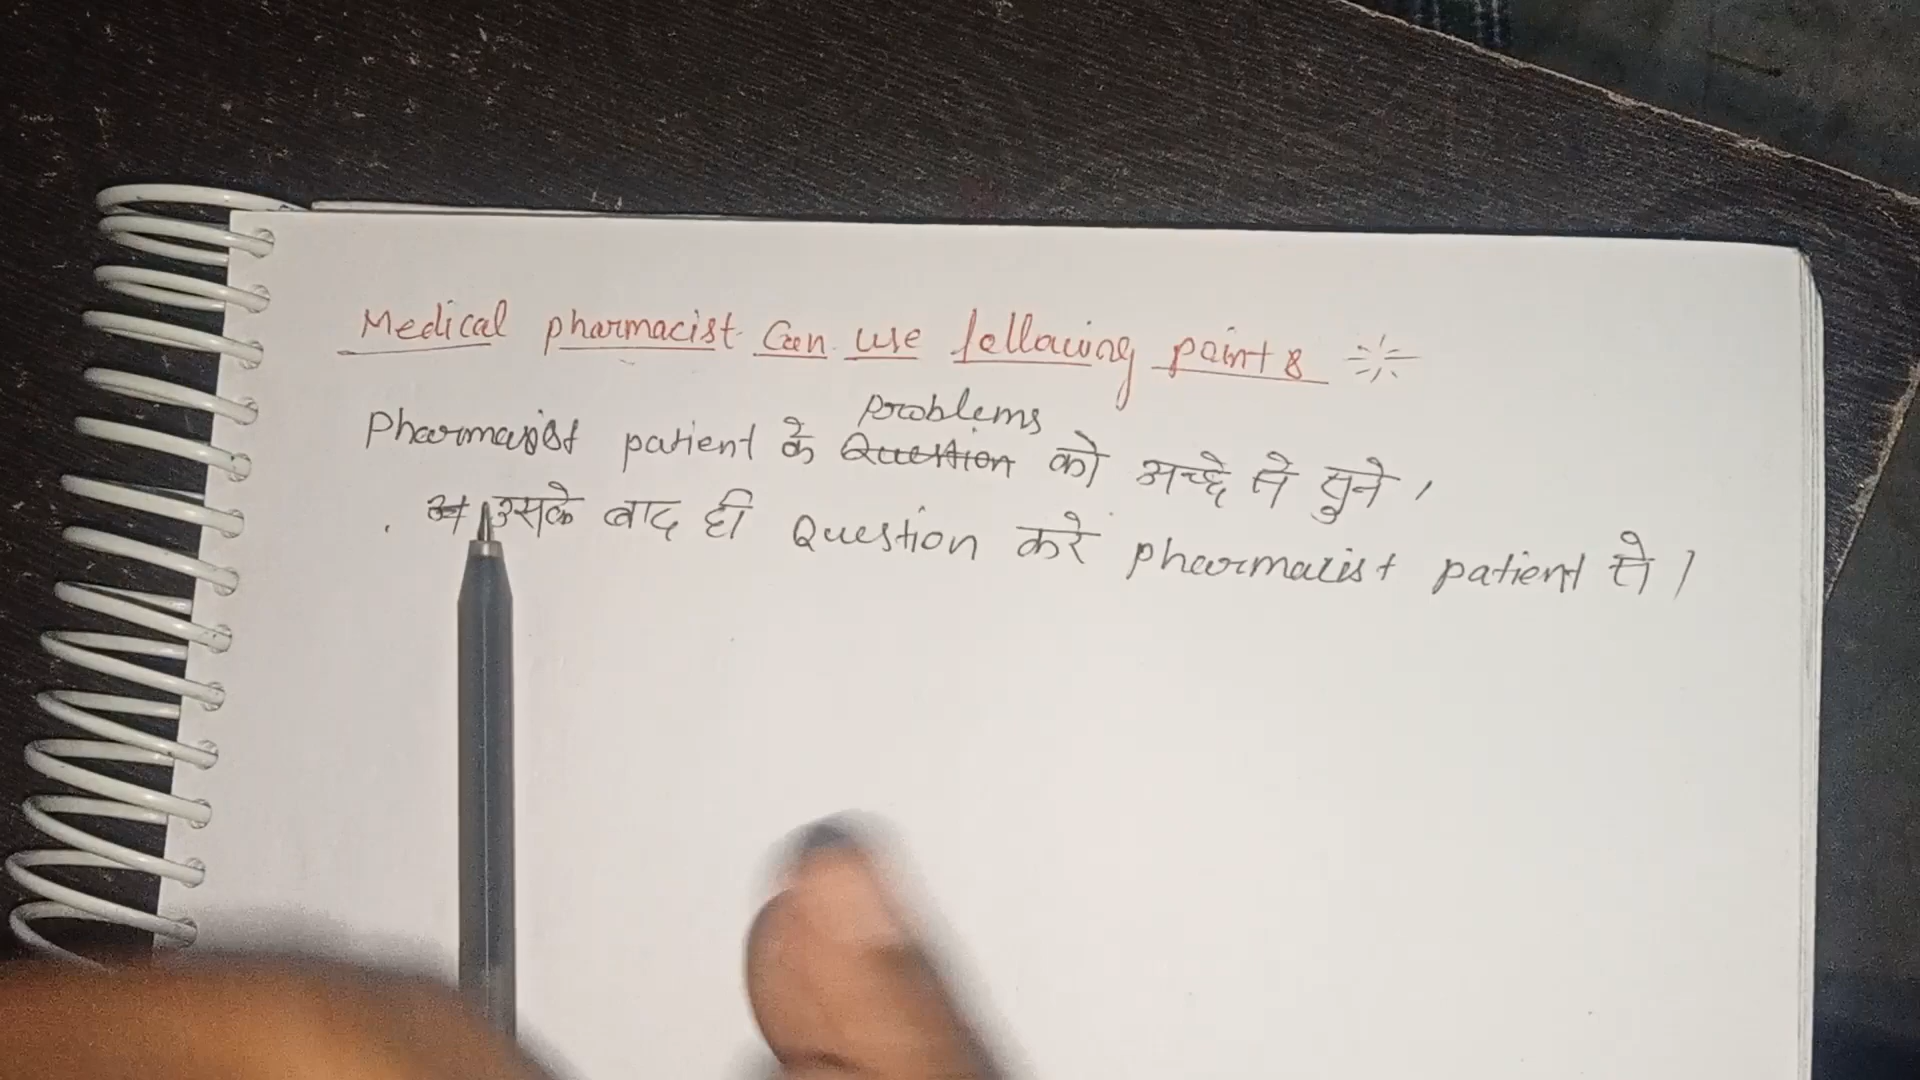 Medical pharmacist Can use following points
problems
Pharmacist patient के Question को अच्छे से सुने,
उसके बाद ही Question करे pharmacist patient से।